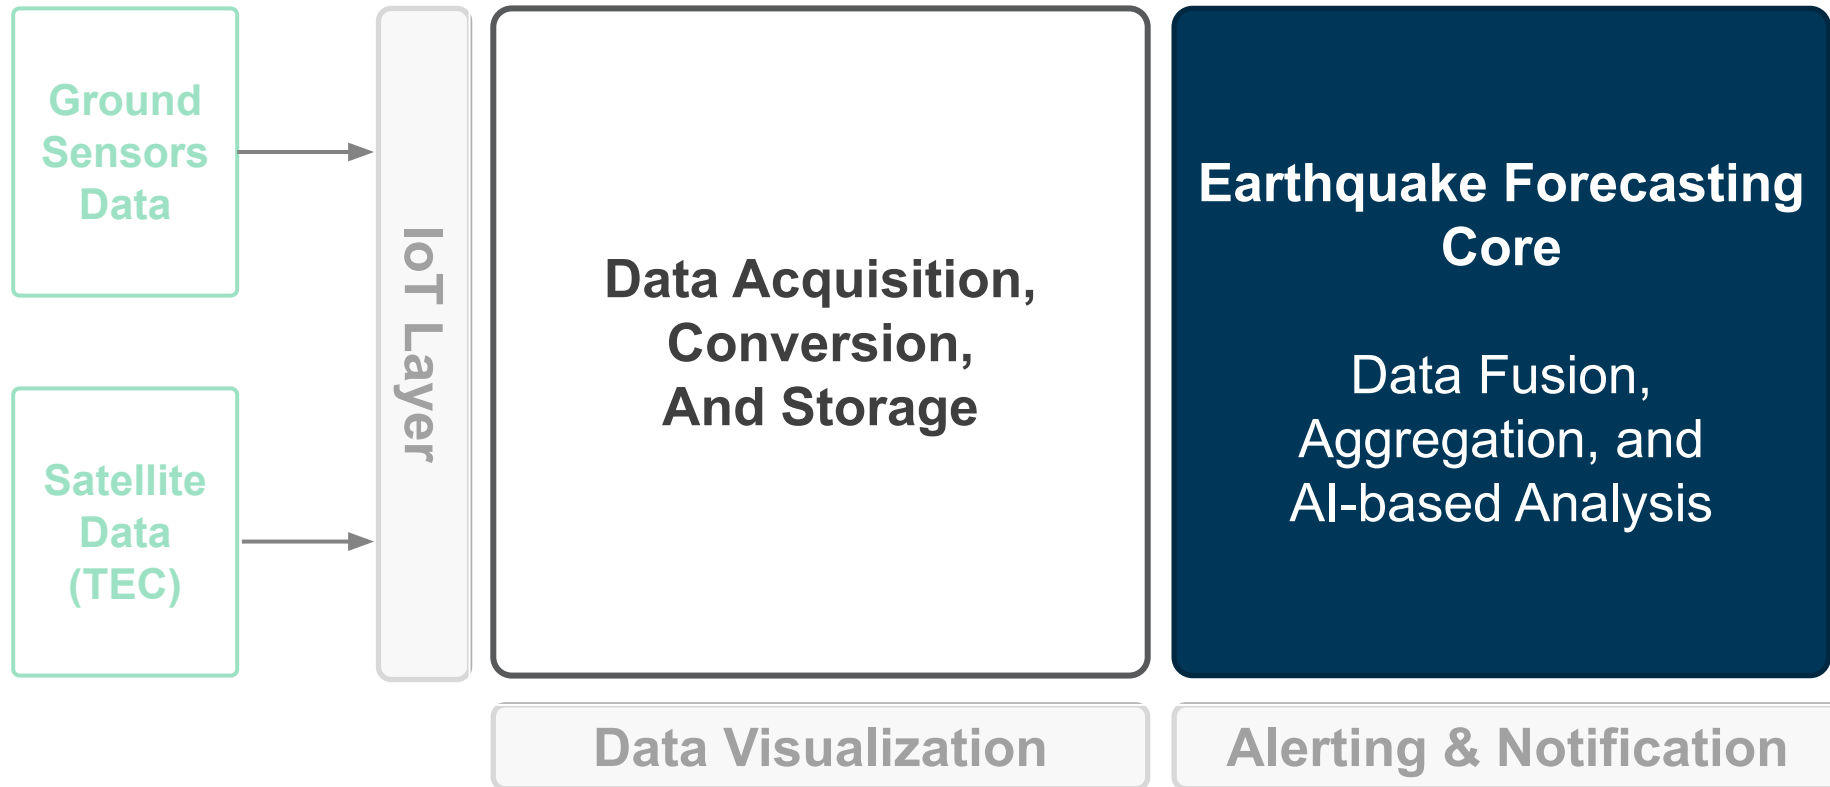 Ground
Sensors
Data
Satellite
Data
(TEC)
IoT Layer
Data Acquisition,
Conversion,
And Storage
Earthquake Forecasting
Core
Data Fusion,
Aggregation, and
AI-based Analysis
Data Visualization
Alerting & Notification